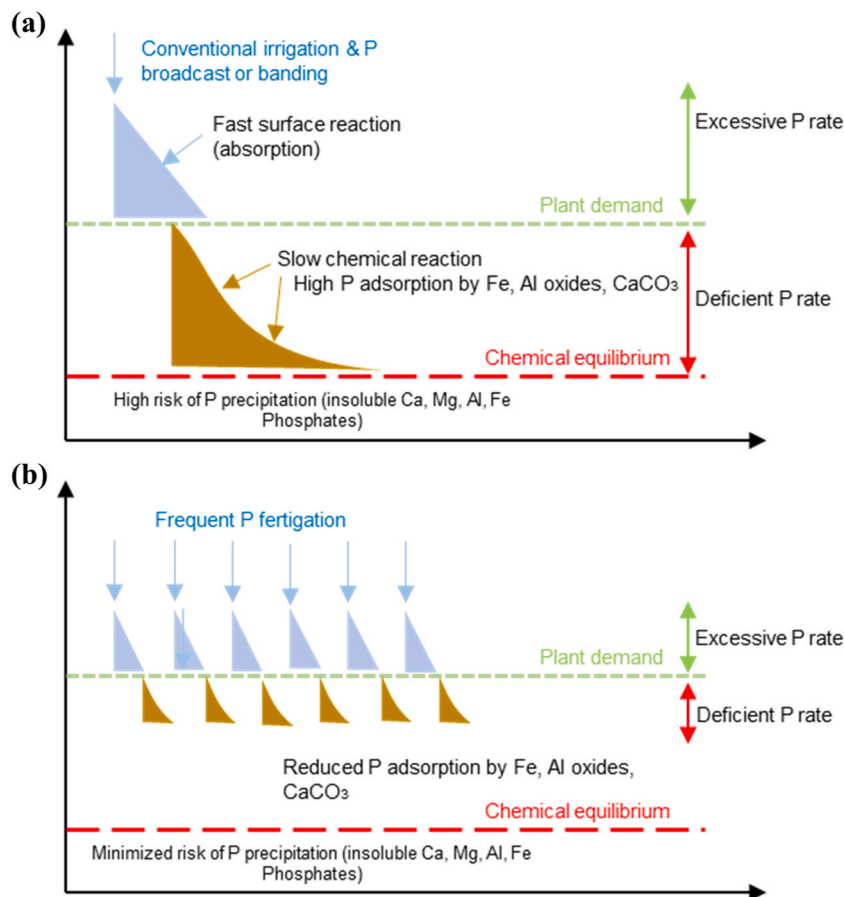 (a)
Conventional irrigation & P
broadcast or banding
Fast surface reaction
(absorption)
Excessive P rate
Plant demand
Slow chemical reaction
High P adsorption by Fe, Al oxides, CaCO₃
Deficient P rate
Chemical equilibrium
High risk of P precipitation (insoluble Ca, Mg, Al, Fe
Phosphates)
(b)
Frequent P fertigation
Excessive P rate
Plant demand
Deficient P rate
Reduced P adsorption by Fe, Al oxides,
CaCO₃
Chemical equilibrium
Minimized risk of P precipitation (insoluble Ca, Mg, Al, Fe
Phosphates)